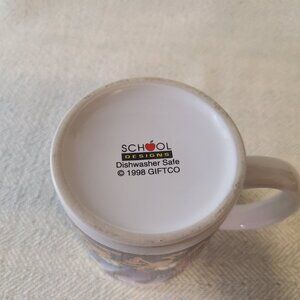 SCHOOL
DESIGNS
Dishwasher Safe
© 1998 GIFTCO